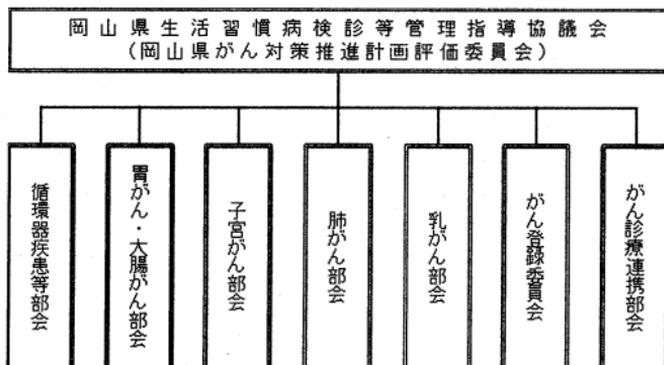 岡山県生活習慣病検診等管理指導協議会
(岡山県がん対策推進計画評価委員会)
循環器疾患等部会
胃がん・大腸がん部会
子宮がん部会
肺がん部会
乳がん部会
がん登録委員会
がん診療連携部会